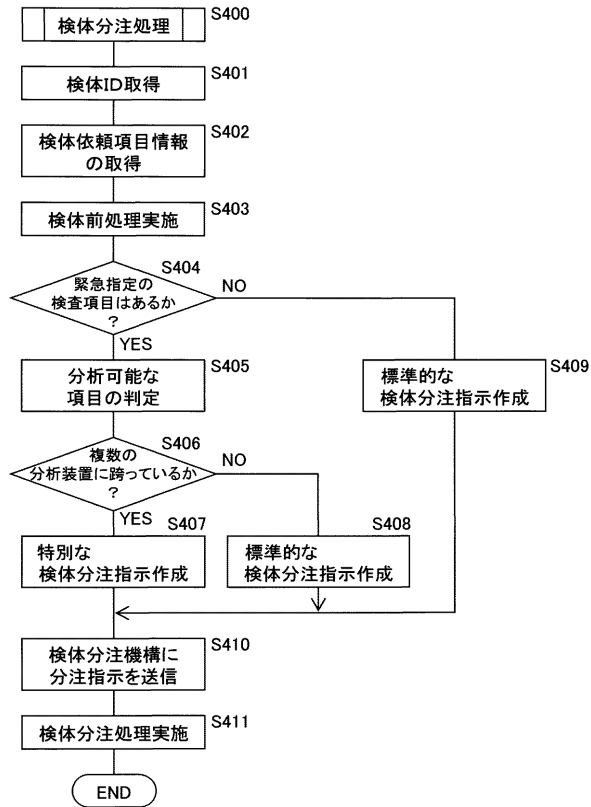 検体分注処理
S400
検体ID取得
S401
検体依頼項目情報
の取得
S402
検体前処理実施
S403
S404
緊急指定の
検査項目はあるか
?
NO
YES
分析可能な
項目の判定
S405
標準的な
検体分注指示作成
S409
S406
複数の
分析装置に跨っているか
?
NO
YES
S407
特別な
検体分注指示作成
S408
標準的な
検体分注指示作成
検体分注機構に
分注指示を送信
S410
検体分注処理実施
S411
END